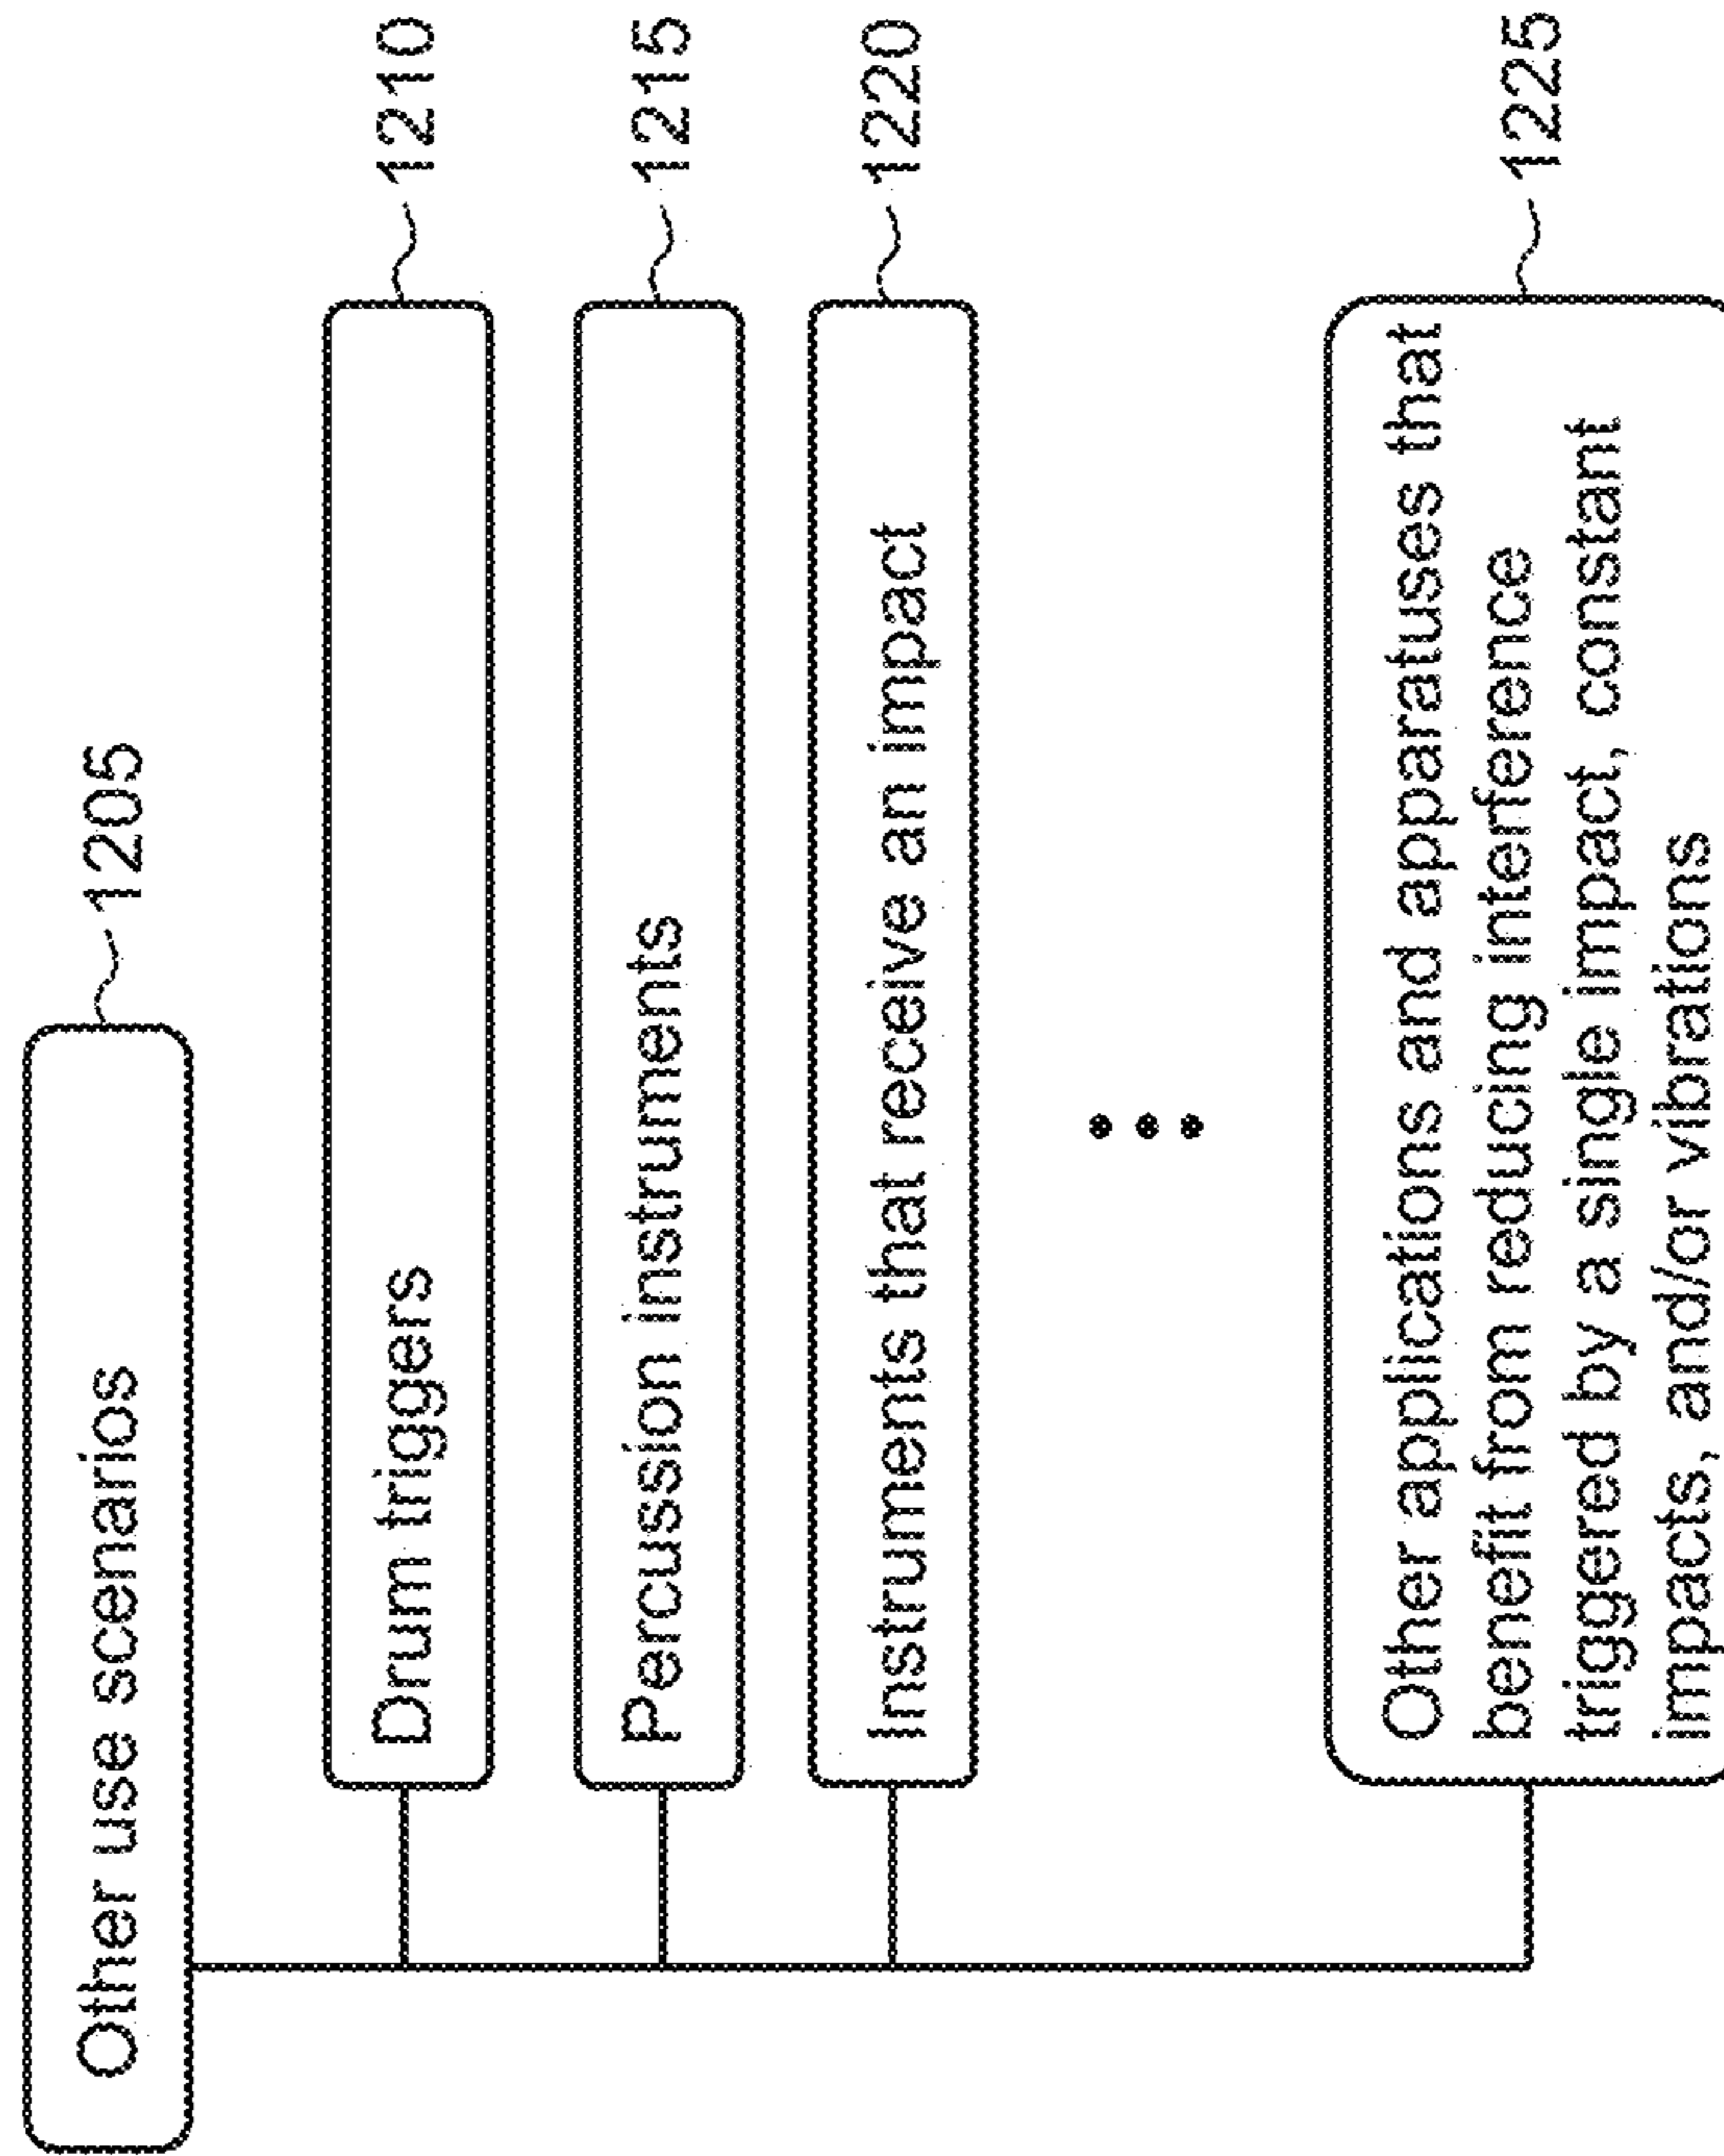 Other use scenarios
1205
Drum triggers
1210
Percussion instruments
1215
Instruments that receive an impact
1220
Other applications and apparatuses that
benefit from reducing interference
triggered by a single impact, constant
impacts, and/or vibrations
1225